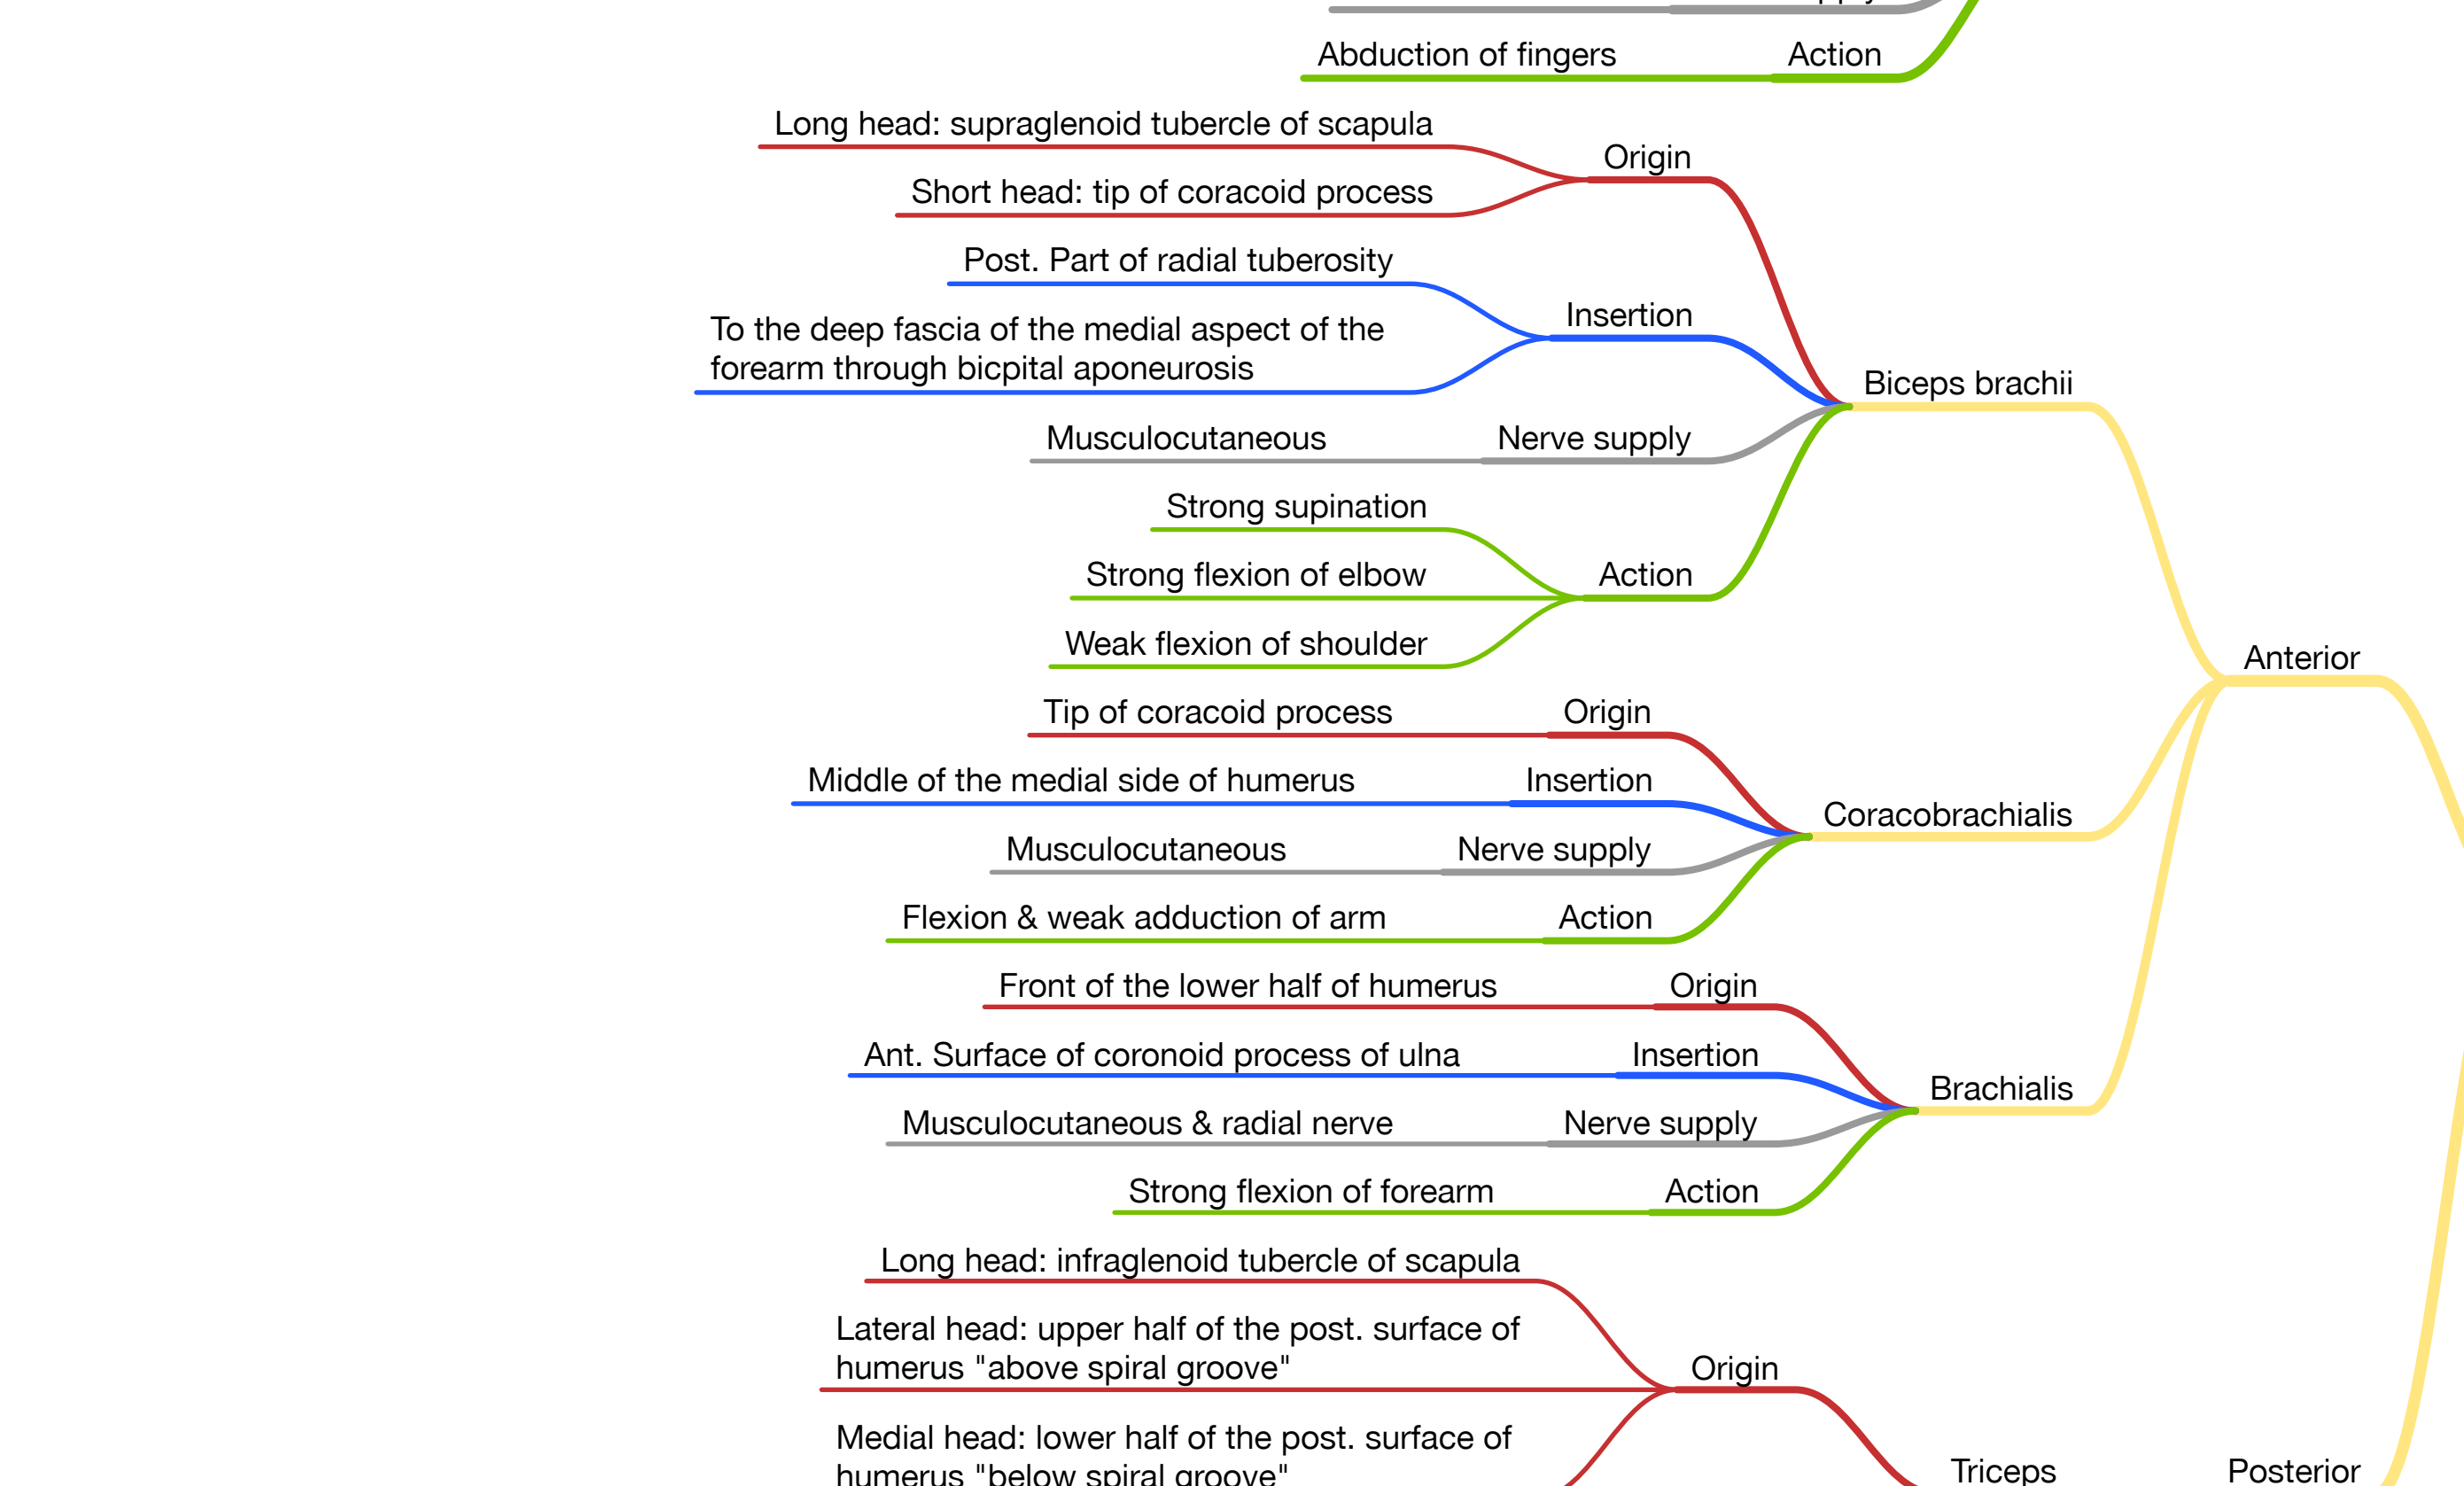 Abduction of fingers Action
Long head: supraglenoid tubercle of scapula
Origin
Short head: tip of coracoid process
Post. Part of radial tuberosity
Insertion
To the deep fascia of the medial aspect of the
forearm through bicpital aponeurosis
Biceps brachii
Musculocutaneous Nerve supply
Strong supination
Strong flexion of elbow Action
Weak flexion of shoulder
Anterior
Tip of coracoid process Origin
Middle of the medial side of humerus Insertion
Coracobrachialis
Musculocutaneous Nerve supply
Flexion & weak adduction of arm Action
Front of the lower half of humerus Origin
Ant. Surface of coronoid process of ulna Insertion
Brachialis
Musculocutaneous & radial nerve Nerve supply
Strong flexion of forearm Action
Long head: infraglenoid tubercle of scapula
Lateral head: upper half of the post. surface of
humerus "above spiral groove"
Origin
Medial head: lower half of the post. surface of
humerus "below spiral groove"
Triceps Posterior